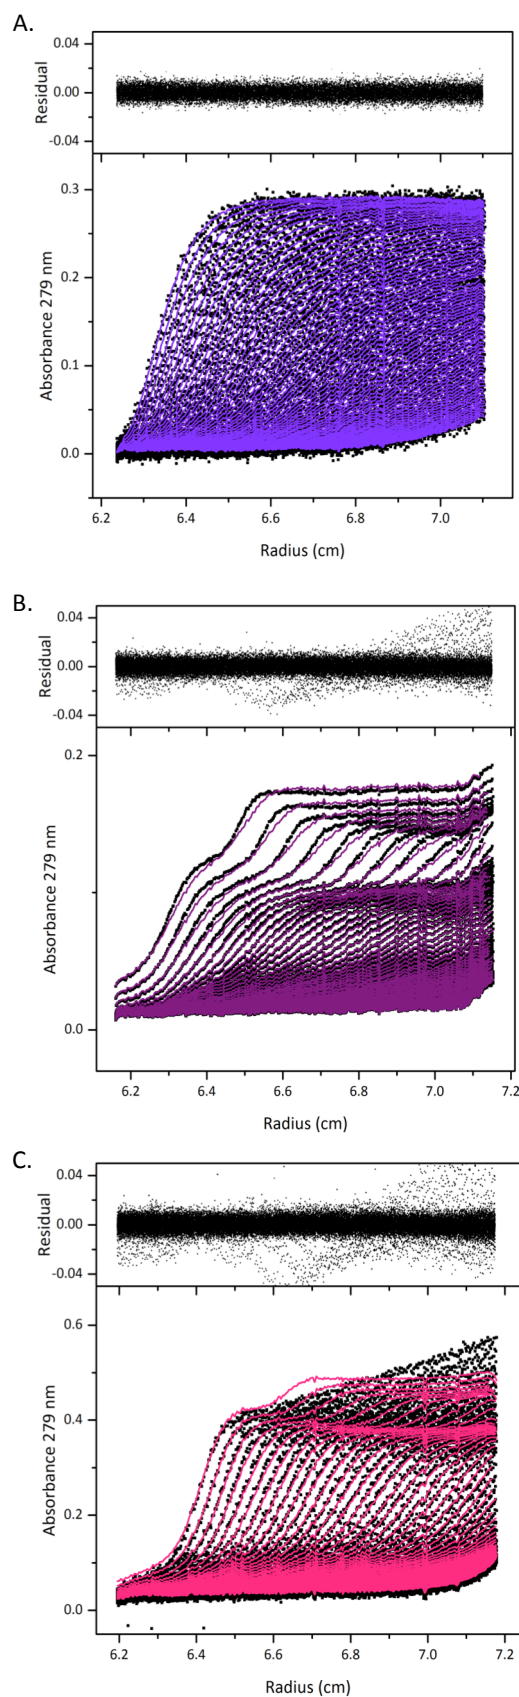 A.
Residual
0.04
0.00
-0.04
Absorbance 279 nm
0.3
0.2
0.1
0.0
6.2 6.4 6.6 6.8 7.0
Radius (cm)
B.
Residual
0.04
0.00
-0.04
Absorbance 279 nm
0.2
0.0
6.2 6.4 6.6 6.8 7.0 7.2
Radius (cm)
C.
Residual
0.04
0.00
-0.04
Absorbance 279 nm
0.6
0.4
0.2
0.0
6.2 6.4 6.6 6.8 7.0
Radius (cm)